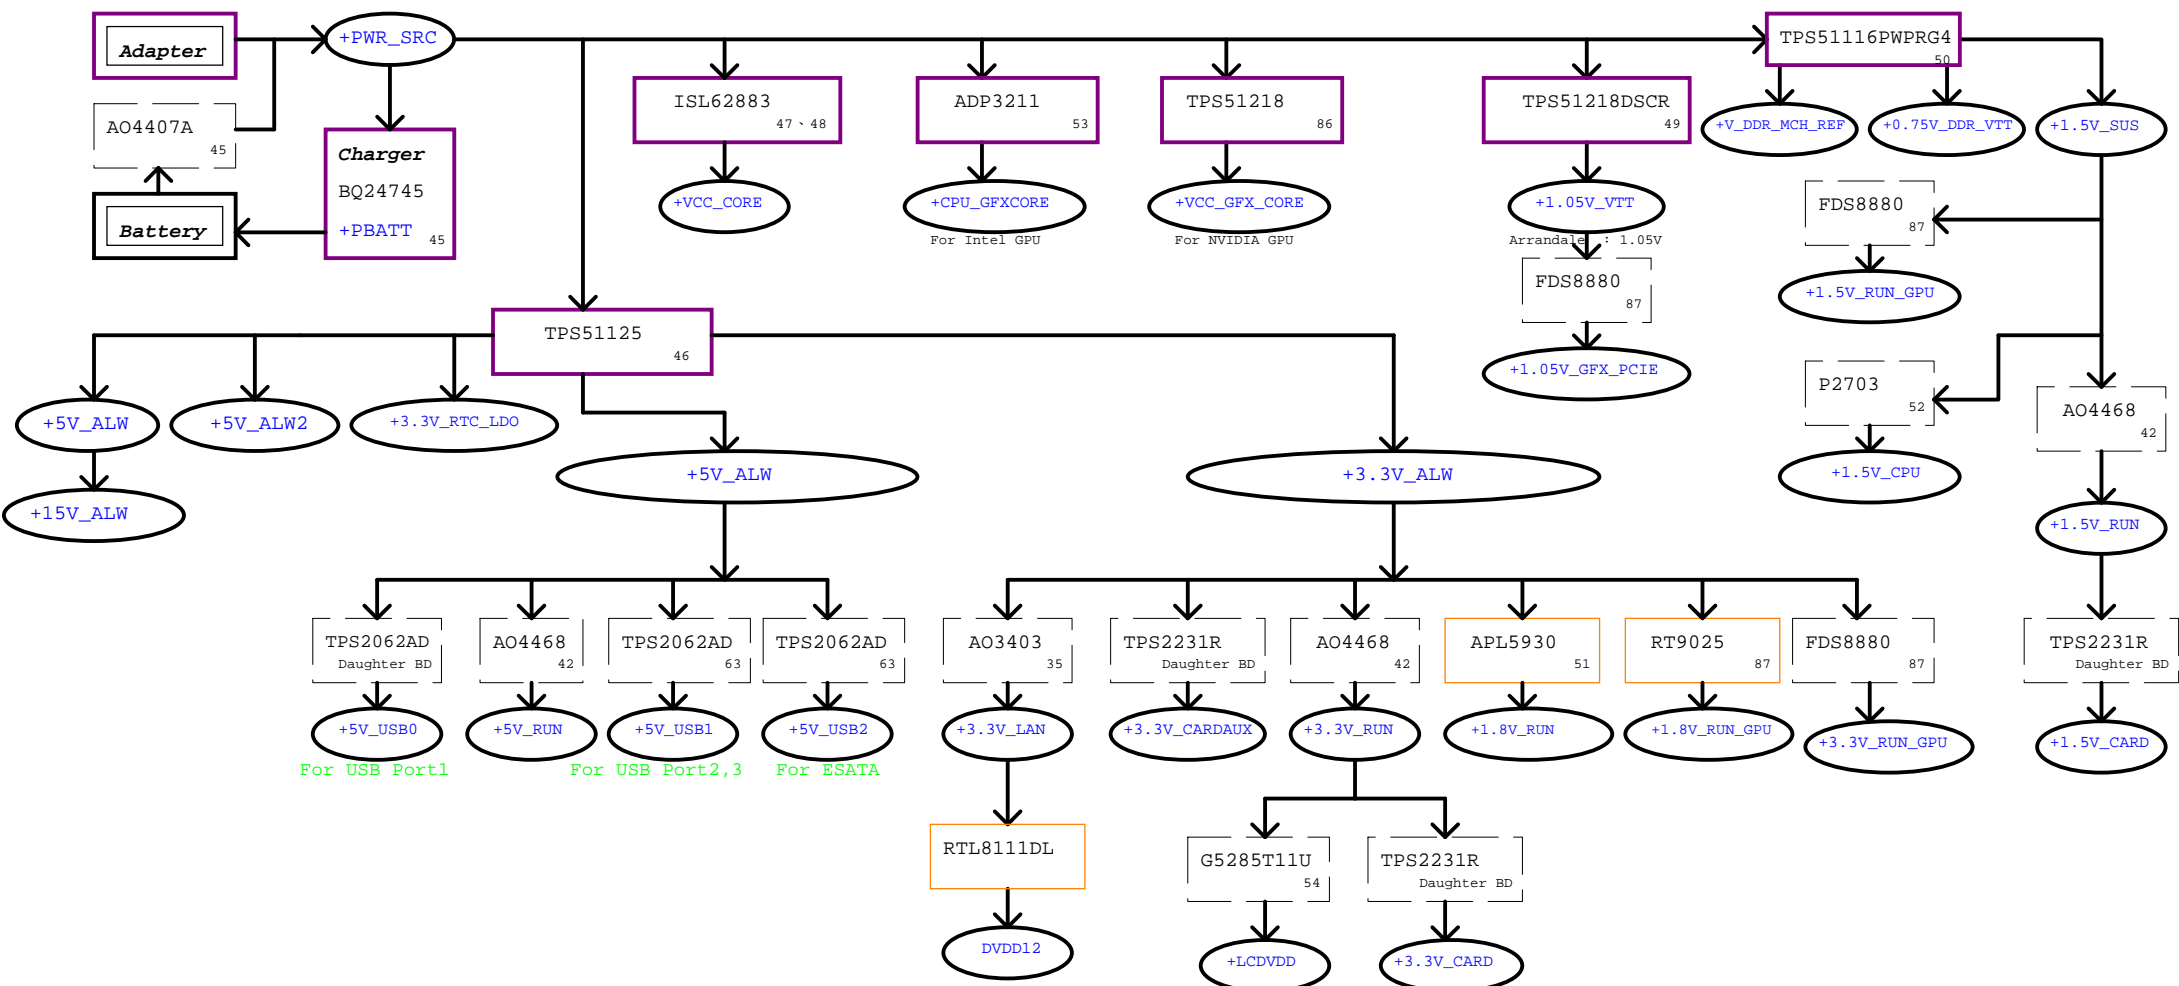 Adapter
+PWR_SRC
TPS51116PWPRG4
50
AO4407A
45
Charger
BQ24745
+PBATT
45
Battery
ISL62883
47、48
+VCC_CORE
ADP3211
53
+CPU_GFXCORE
For Intel GPU
TPS51218
86
+VCC_GFX_CORE
For NVIDIA GPU
TPS51218DSCR
49
+1.05V_VTT
Arrandale : 1.05V
FDS8880
87
+1.05V_GFX_PCIE
+V_DDR_MCH_REF
+0.75V_DDR_VTT
+1.5V_SUS
FDS8880
87
+1.5V_RUN_GPU
P2703
52
+1.5V_CPU
AO4468
42
+1.5V_RUN
TPS2231R
Daughter BD
+1.5V_CARD
TPS51125
46
+5V_ALW
+5V_ALW2
+3.3V_RTC_LDO
+15V_ALW
+5V_ALW
+3.3V_ALW
TPS2062AD
Daughter BD
+5V_USB0
For USB Port1
AO4468
42
+5V_RUN
TPS2062AD
63
+5V_USB1
For USB Port2,3
TPS2062AD
63
+5V_USB2
For ESATA
AO3403
35
+3.3V_LAN
RTL8111DL
DVDD12
TPS2231R
Daughter BD
+3.3V_CARDAUX
AO4468
42
+3.3V_RUN
G5285T11U
54
+LCDVDD
TPS2231R
Daughter BD
+3.3V_CARD
APL5930
51
+1.8V_RUN
RT9025
87
+1.8V_RUN_GPU
FDS8880
87
+3.3V_RUN_GPU